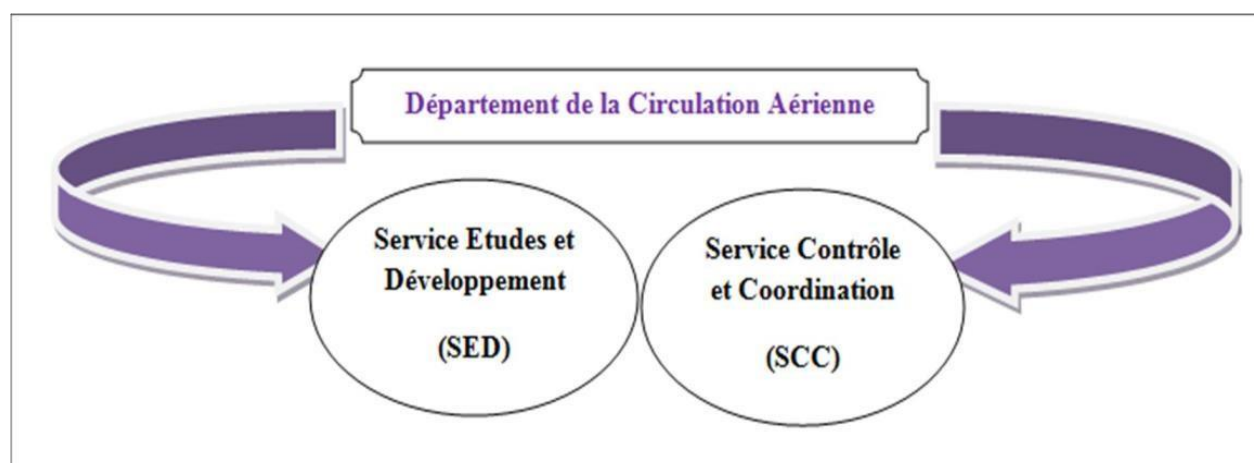 Département de la Circulation Aérienne
Service Etudes et
Développement
(SED)
Service Contrôle
et Coordination
(SCC)